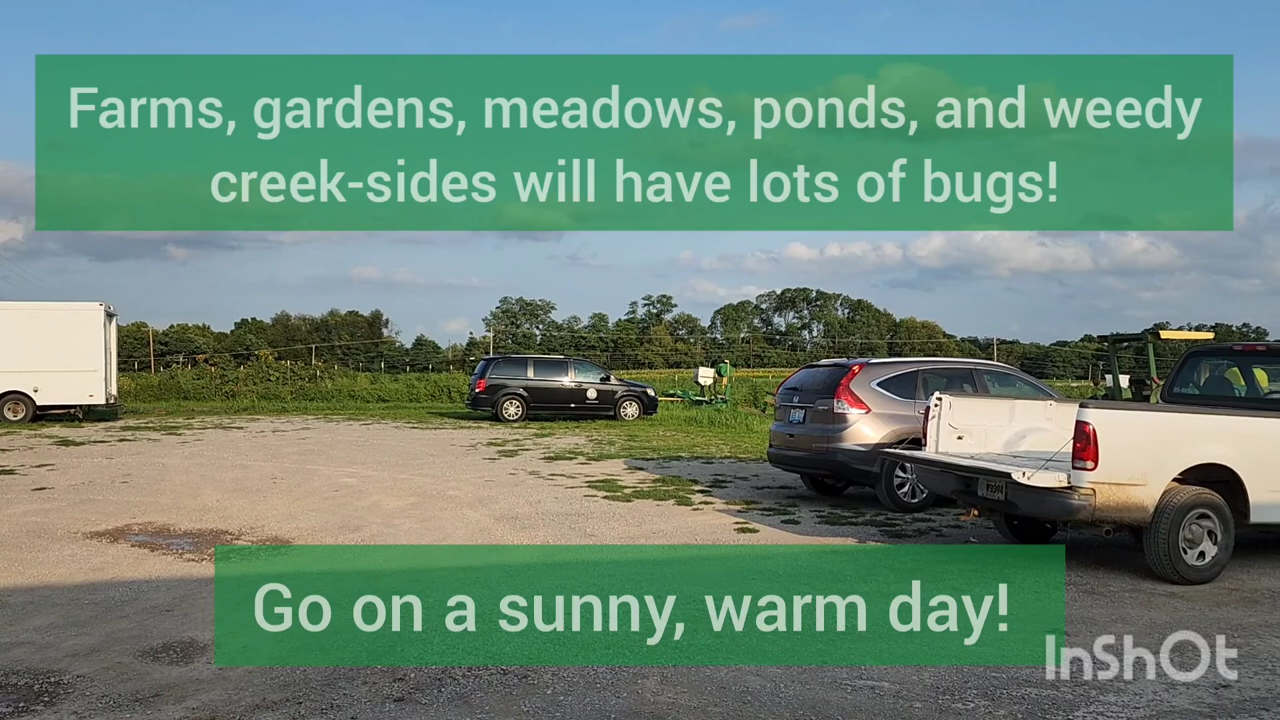 Farms, gardens, meadows, ponds, and weedy
creek-sides will have lots of bugs!
Go on a sunny, warm day!
InShOt